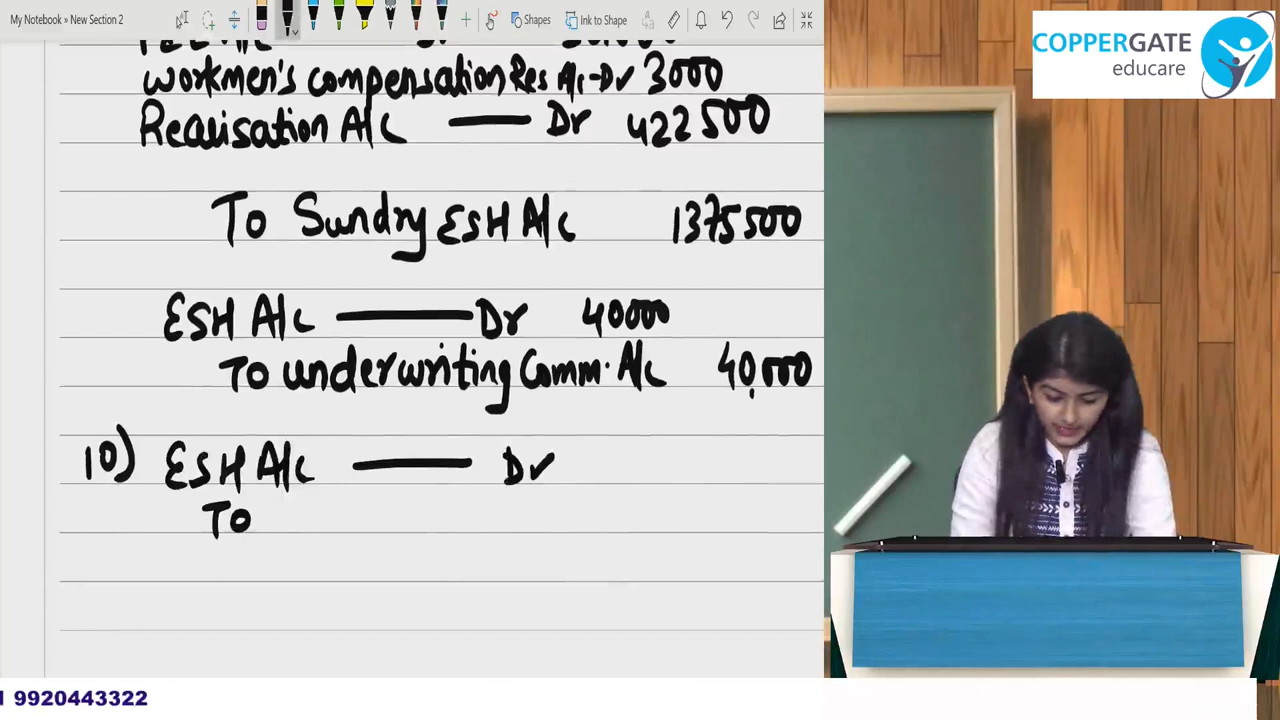 My Notebook » New Section 2
Shapes
Ink to Shape
COPPERGATE
educare
Workmen's compensation Res A/c - Dr 3000
Realisation A/c — Dr 422500
To Sundry ESH A/c 1375500
ESH A/c — Dr 40000
To underwriting Comm. A/c 40,000
10) ESH A/c — Dr
To
9920443322